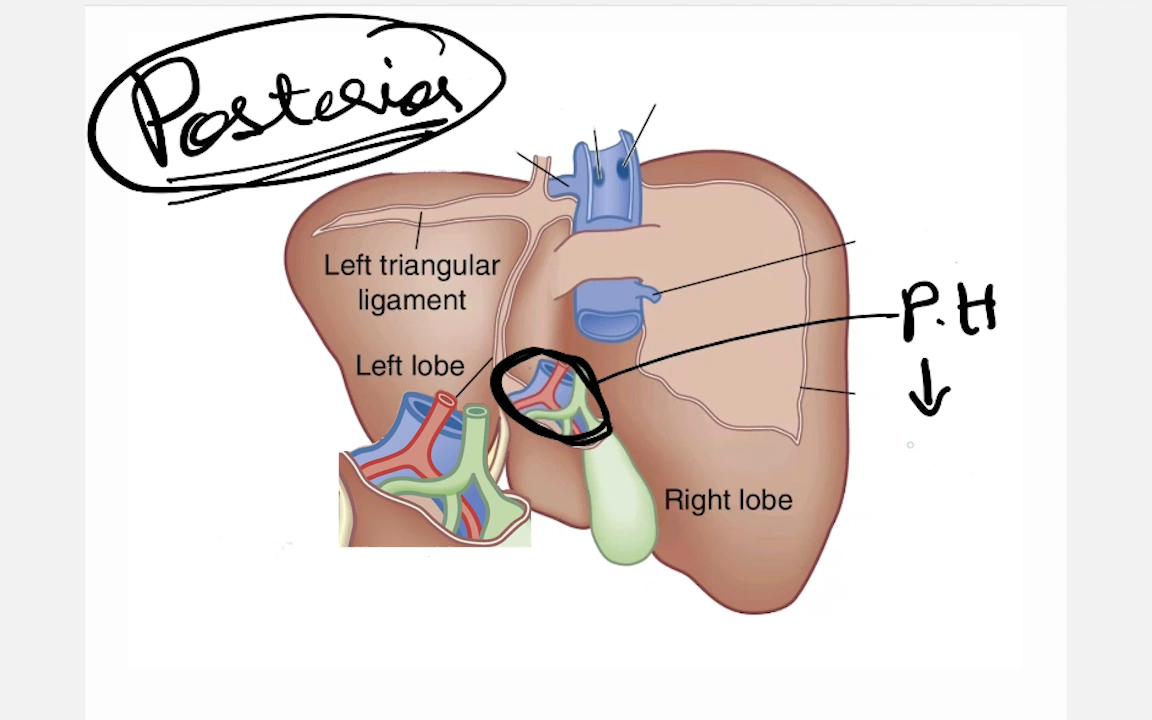 Posterior
Left triangular
ligament
P.H
Left lobe
Right lobe